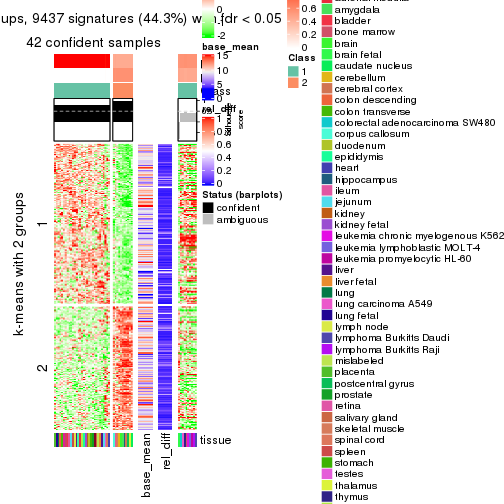 ups, 9437 signatures (44.3%) with fdr < 0.05
42 confident samples
k-means with 2 groups
1
2
base_mean
rel_diff
tissue
0
-2
base_mean
15
10
5
0
rel_diff
1
0.8
0.6
0.4
0.2
0
Status (barplots)
confident
ambiguous
0.6
0.4
0.2
0
Class
1
2
amygdala
bladder
bone marrow
brain
brain fetal
caudate nucleus
cerebellum
cerebral cortex
colon descending
colon transverse
colorectal adenocarcinoma SW480
corpus callosum
duodenum
epididymis
heart
hippocampus
ileum
jejunum
kidney
kidney fetal
leukemia chronic myelogenous K562
leukemia lymphoblastic MOLT-4
leukemia promyelocytic HL-60
liver
liver fetal
lung
lung carcinoma A549
lung fetal
lymph node
lymphoma Burkitts Daudi
lymphoma Burkitts Raji
mislabeled
placenta
postcentral gyrus
prostate
retina
salivary gland
skeletal muscle
spinal cord
spleen
stomach
testes
thalamus
thymus